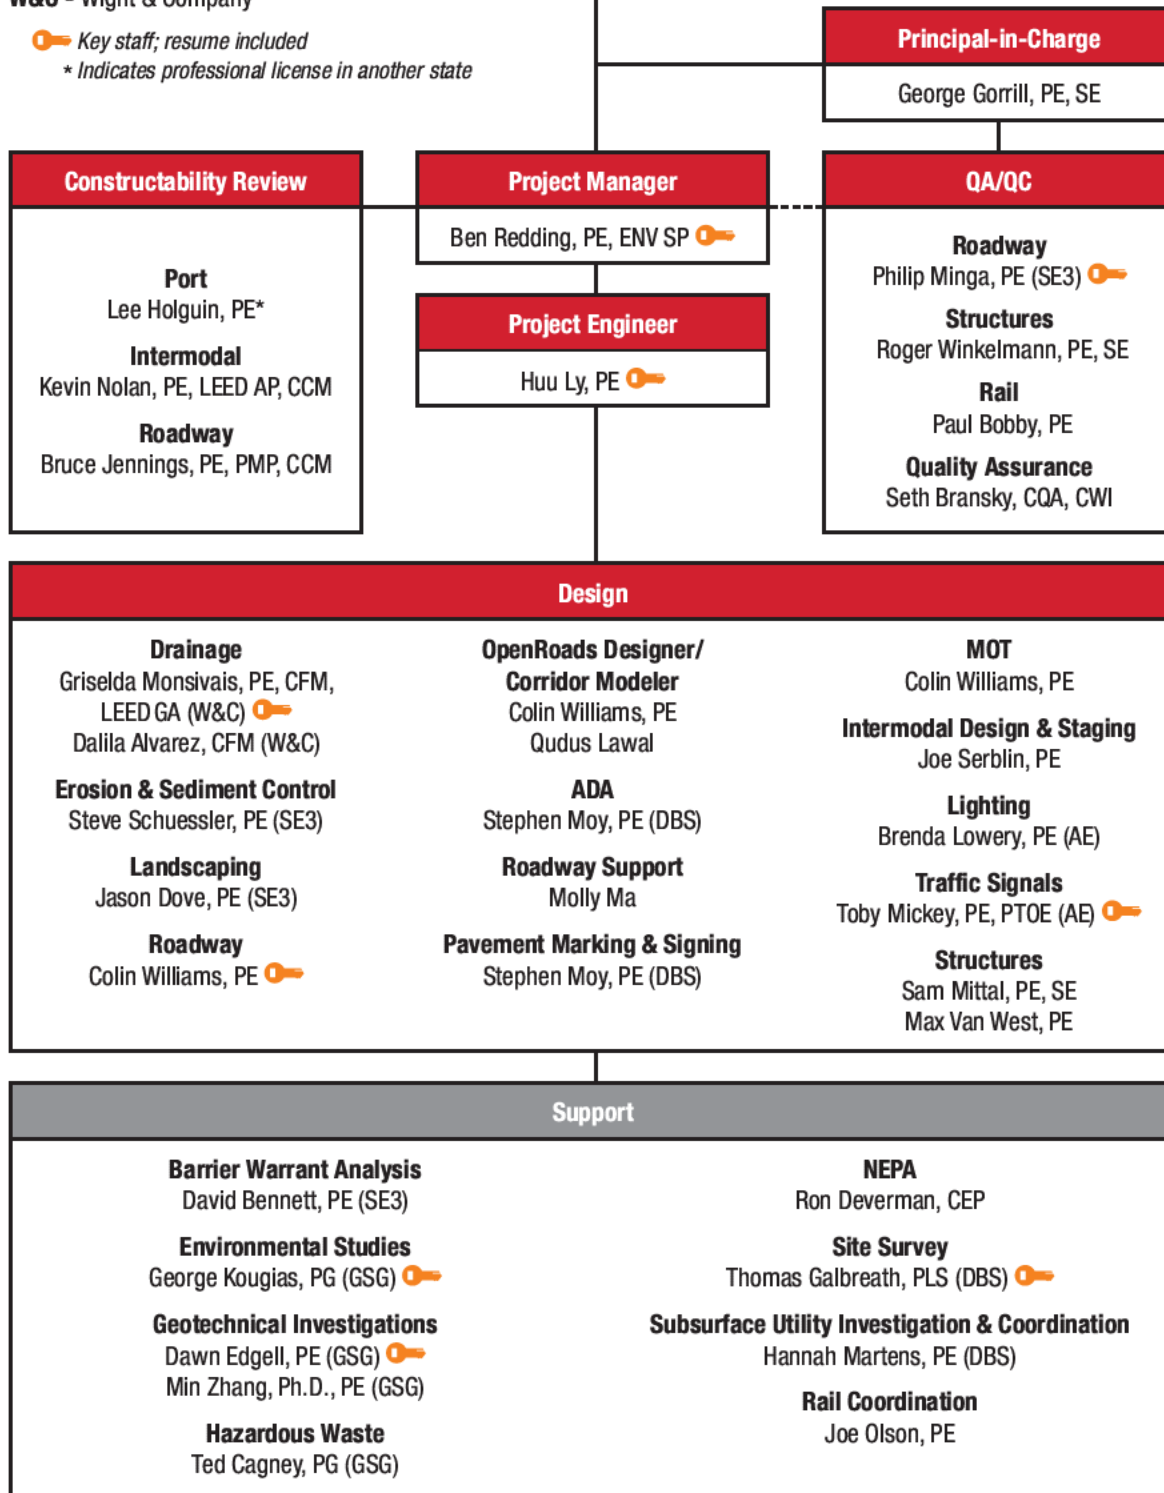 W&C - Wight & Company
Key staff; resume included
* Indicates professional license in another state
Principal-in-Charge
George Gorrill, PE, SE
Constructability Review
Port
Lee Holguin, PE*
Intermodal
Kevin Nolan, PE, LEED AP, CCM
Roadway
Bruce Jennings, PE, PMP, CCM
Project Manager
Ben Redding, PE, ENV SP
Project Engineer
Huu Ly, PE
QA/QC
Roadway
Philip Minga, PE (SE3)
Structures
Roger Winkelmann, PE, SE
Rail
Paul Bobby, PE
Quality Assurance
Seth Bransky, CQA, CWI
Design
Drainage
Griselda Monsivais, PE, CFM,
LEED GA (W&C)
Dalila Alvarez, CFM (W&C)
Erosion & Sediment Control
Steve Schuessler, PE (SE3)
Landscaping
Jason Dove, PE (SE3)
Roadway
Colin Williams, PE
OpenRoads Designer/
Corridor Modeler
Colin Williams, PE
Qudus Lawal
ADA
Stephen Moy, PE (DBS)
Roadway Support
Molly Ma
Pavement Marking & Signing
Stephen Moy, PE (DBS)
MOT
Colin Williams, PE
Intermodal Design & Staging
Joe Serblin, PE
Lighting
Brenda Lowery, PE (AE)
Traffic Signals
Toby Mickey, PE, PTOE (AE)
Structures
Sam Mittal, PE, SE
Max Van West, PE
Support
Barrier Warrant Analysis
David Bennett, PE (SE3)
Environmental Studies
George Kougias, PG (GSG)
Geotechnical Investigations
Dawn Edgell, PE (GSG)
Min Zhang, Ph.D., PE (GSG)
Hazardous Waste
Ted Cagney, PG (GSG)
NEPA
Ron Deverman, CEP
Site Survey
Thomas Galbreath, PLS (DBS)
Subsurface Utility Investigation & Coordination
Hannah Martens, PE (DBS)
Rail Coordination
Joe Olson, PE